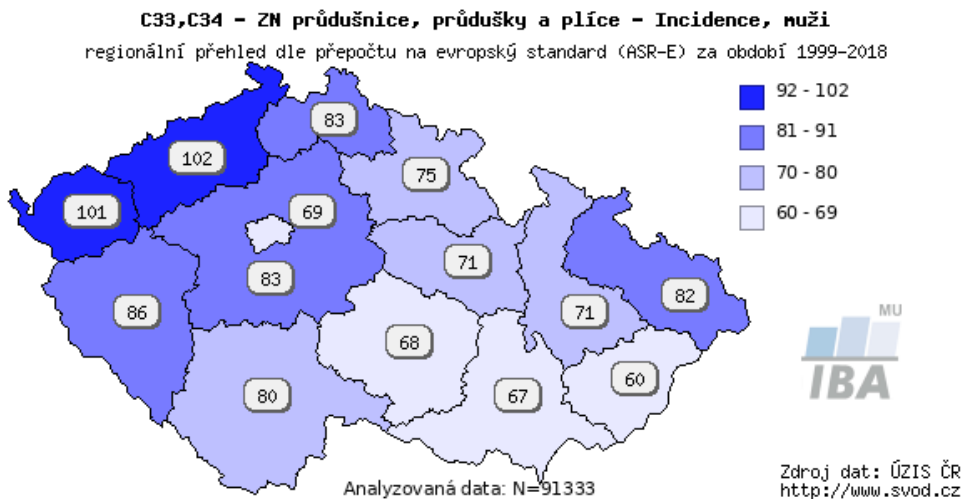 C33,C34 – ZN průdušnice, průdušky a plíce – Incidence, muži
regionální přehled dle přepočtu na evropský standard (ASR-E) za období 1999-2018
92 - 102
81 - 91
70 - 80
60 - 69
83
102
75
101
69
71
83
82
86
71
68
60
80
67
MU
IBA
Analyzovaná data: N=91333
Zdroj dat: ÚZIS ČR
http://www.svod.cz